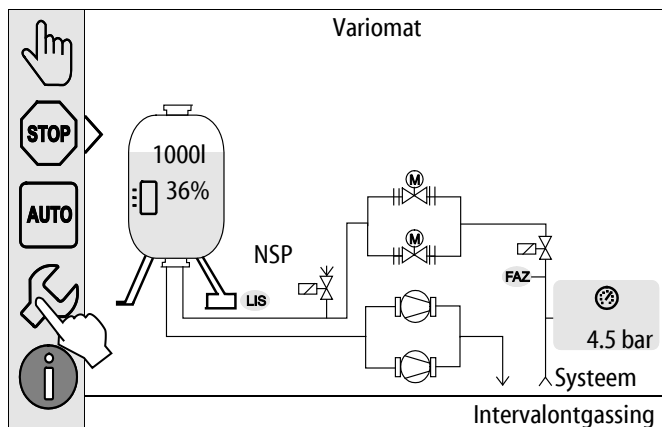 Variomat
STOP
1000l
36%
M
AUTO
M
NSP
FAZ
LIS
4.5 bar
Systeem
Intervalontgassing